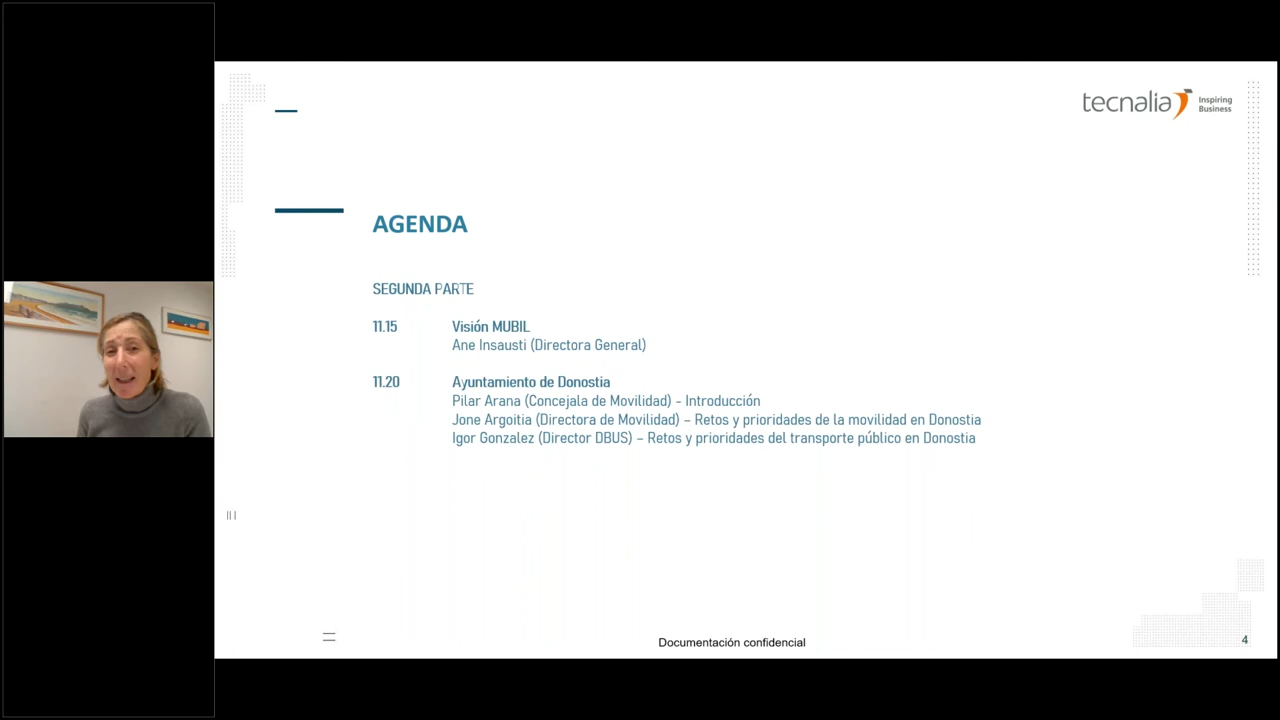 tecnalia Inspiring
Business
AGENDA
SEGUNDA PARTE
11.15 Visión MUBIL
Ane Insausti (Directora General)
11.20 Ayuntamiento de Donostia
Pilar Arana (Concejala de Movilidad) - Introducción
Jone Argoitia (Directora de Movilidad) – Retos y prioridades de la movilidad en Donostia
Igor Gonzalez (Director DBUS) – Retos y prioridades del transporte público en Donostia
Documentación confidencial
4